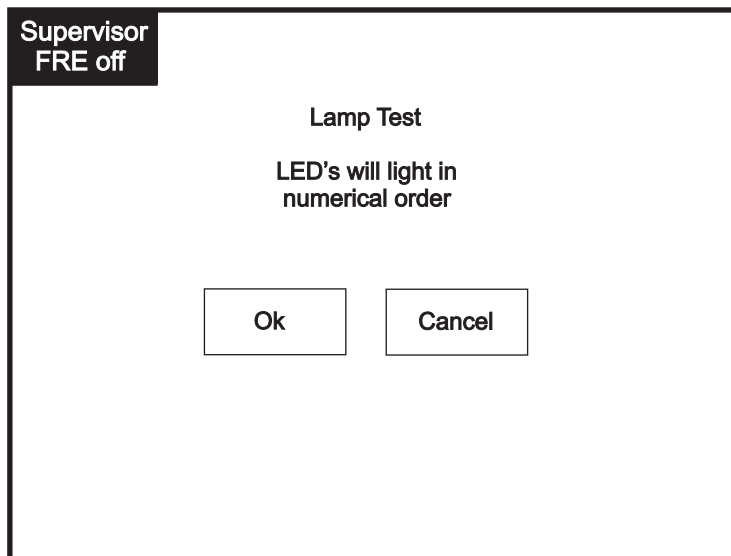 Supervisor
FRE off
Lamp Test
LED’s will light in
numerical order
Ok
Cancel